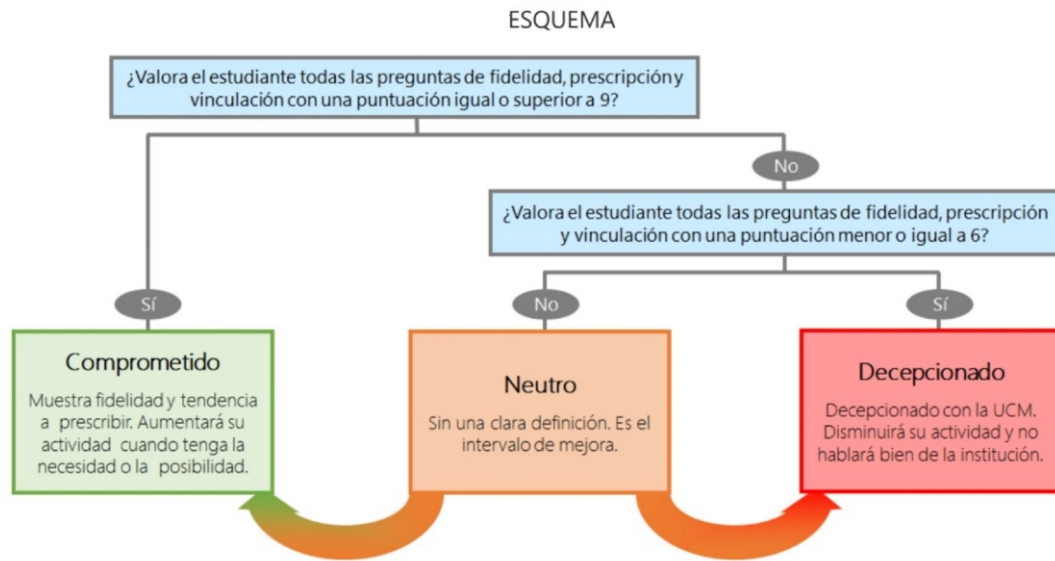 ESQUEMA
¿Valora el estudiante todas las preguntas de fidelidad, prescripción y
vinculación con una puntuación igual o superior a 9?
No
¿Valora el estudiante todas las preguntas de fidelidad, prescripción
y vinculación con una puntuación menor o igual a 6?
Sí
No
Sí
Comprometido
Muestra fidelidad y tendencia
a prescribir. Aumentará su
actividad cuando tenga la
necesidad o la posibilidad.
Neutro
Sin una clara definición. Es el
intervalo de mejora.
Decepcionado
Decepcionado con la UCM.
Disminuirá su actividad y no
hablará bien de la institución.